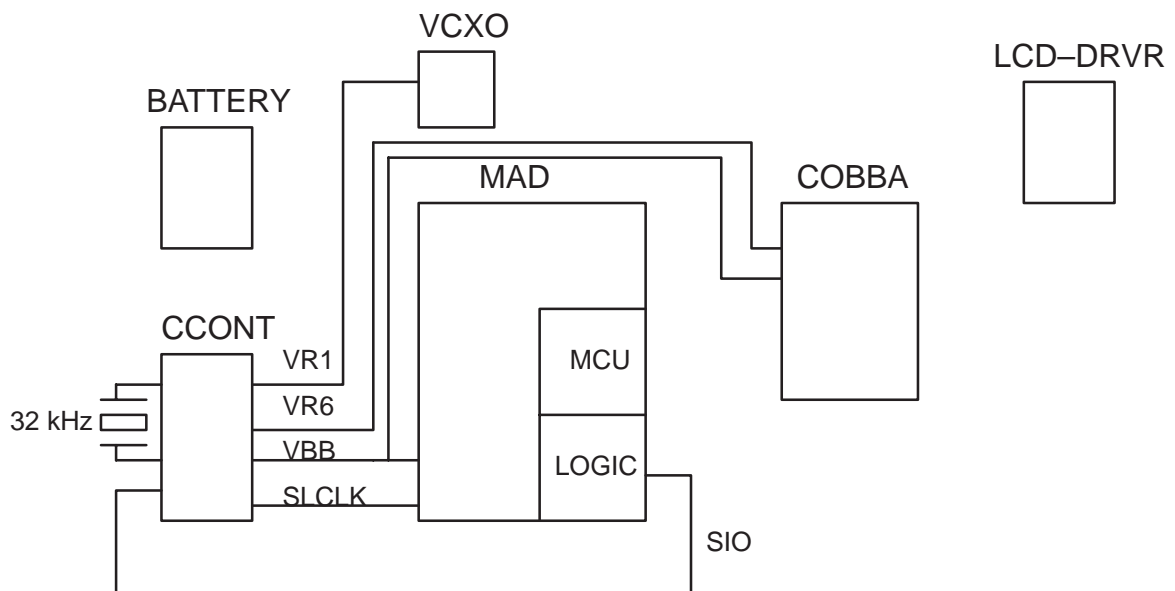 VCXO
LCD–DRVR
BATTERY
MAD
COBBA
CCONT
VR1
MCU
VR6
32 kHz
VBB
LOGIC
SLCLK
SIO